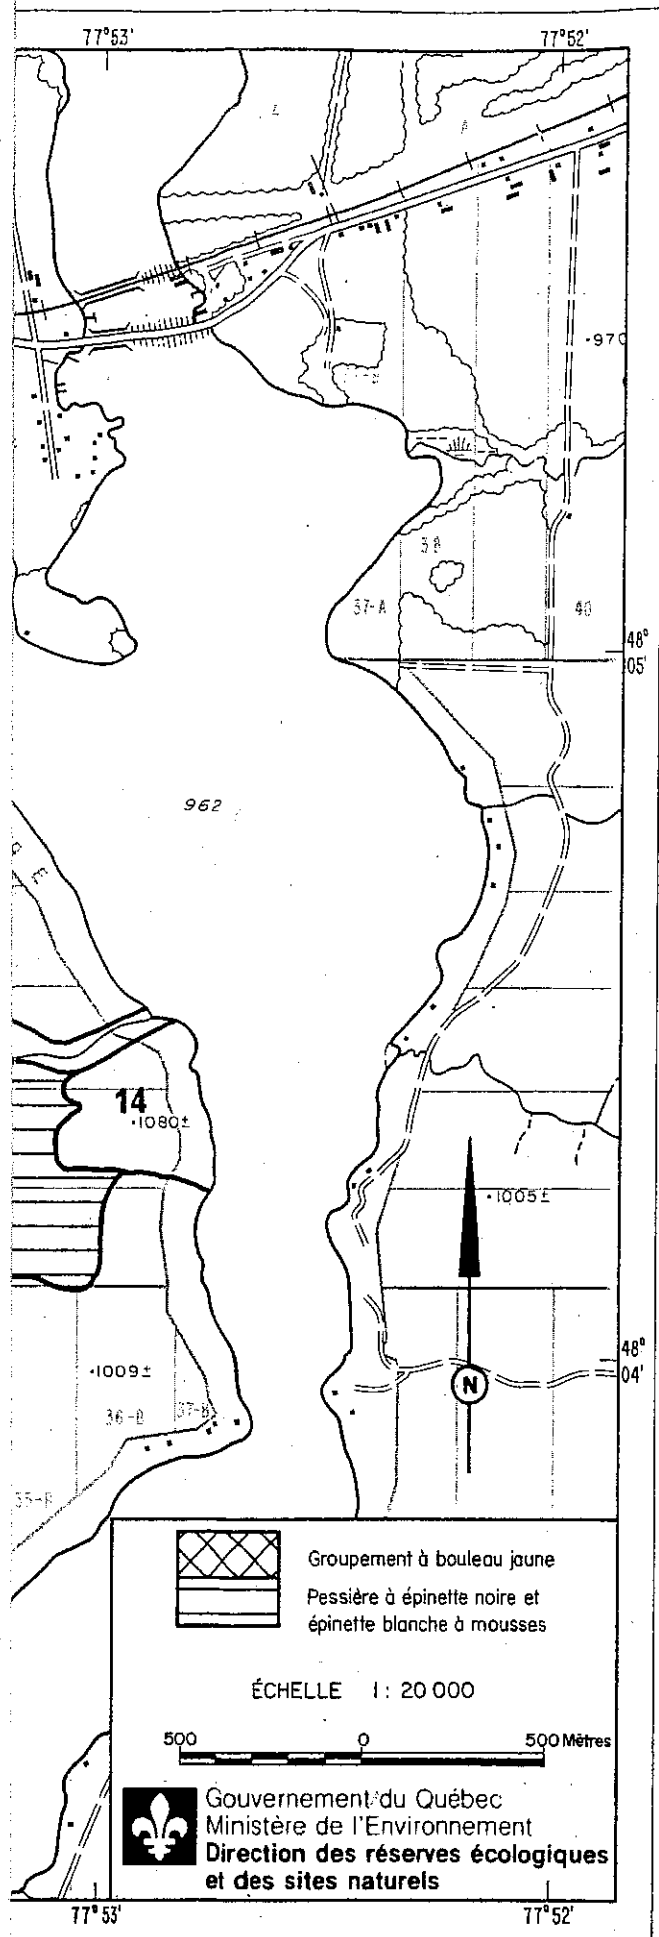 77°53'
77°52'
A
970
38
37-A
40
48°
05'
962
G
E
14
1080±
1005±
48°
04'
1009±
N
36-B
37-B
35-B
Groupement à bouleau jaune
Pessière à épinette noire et
épinette blanche à mousses
ÉCHELLE 1 : 20 000
500 0 500 Mètres
Gouvernement du Québec
Ministère de l'Environnement
Direction des réserves écologiques
et des sites naturels
77°53'
77°52'